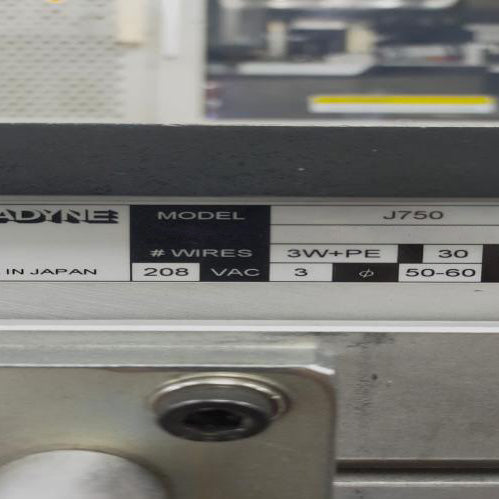 ADYNE MODEL J750
# WIRES 3W+PE 30
IN JAPAN 208 VAC 3 ϕ 50-60